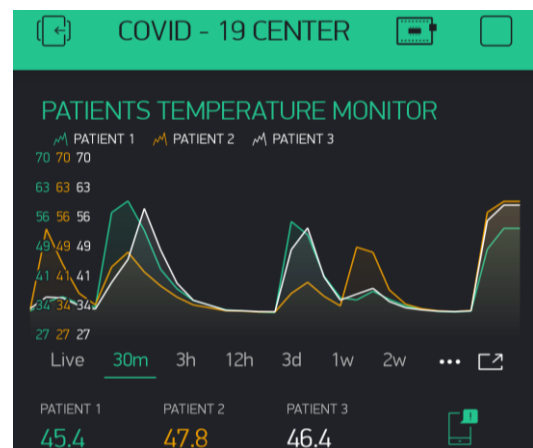 COVID - 19 CENTER
PATIENTS TEMPERATURE MONITOR
PATIENT 1 PATIENT 2 PATIENT 3
70 70 70
63 63 63
56 56 56
49 49 49
41 41 41
34 34 34
27 27 27
Live 30m 3h 12h 3d 1w 2w
PATIENT 1 PATIENT 2 PATIENT 3
45.4 47.8 46.4